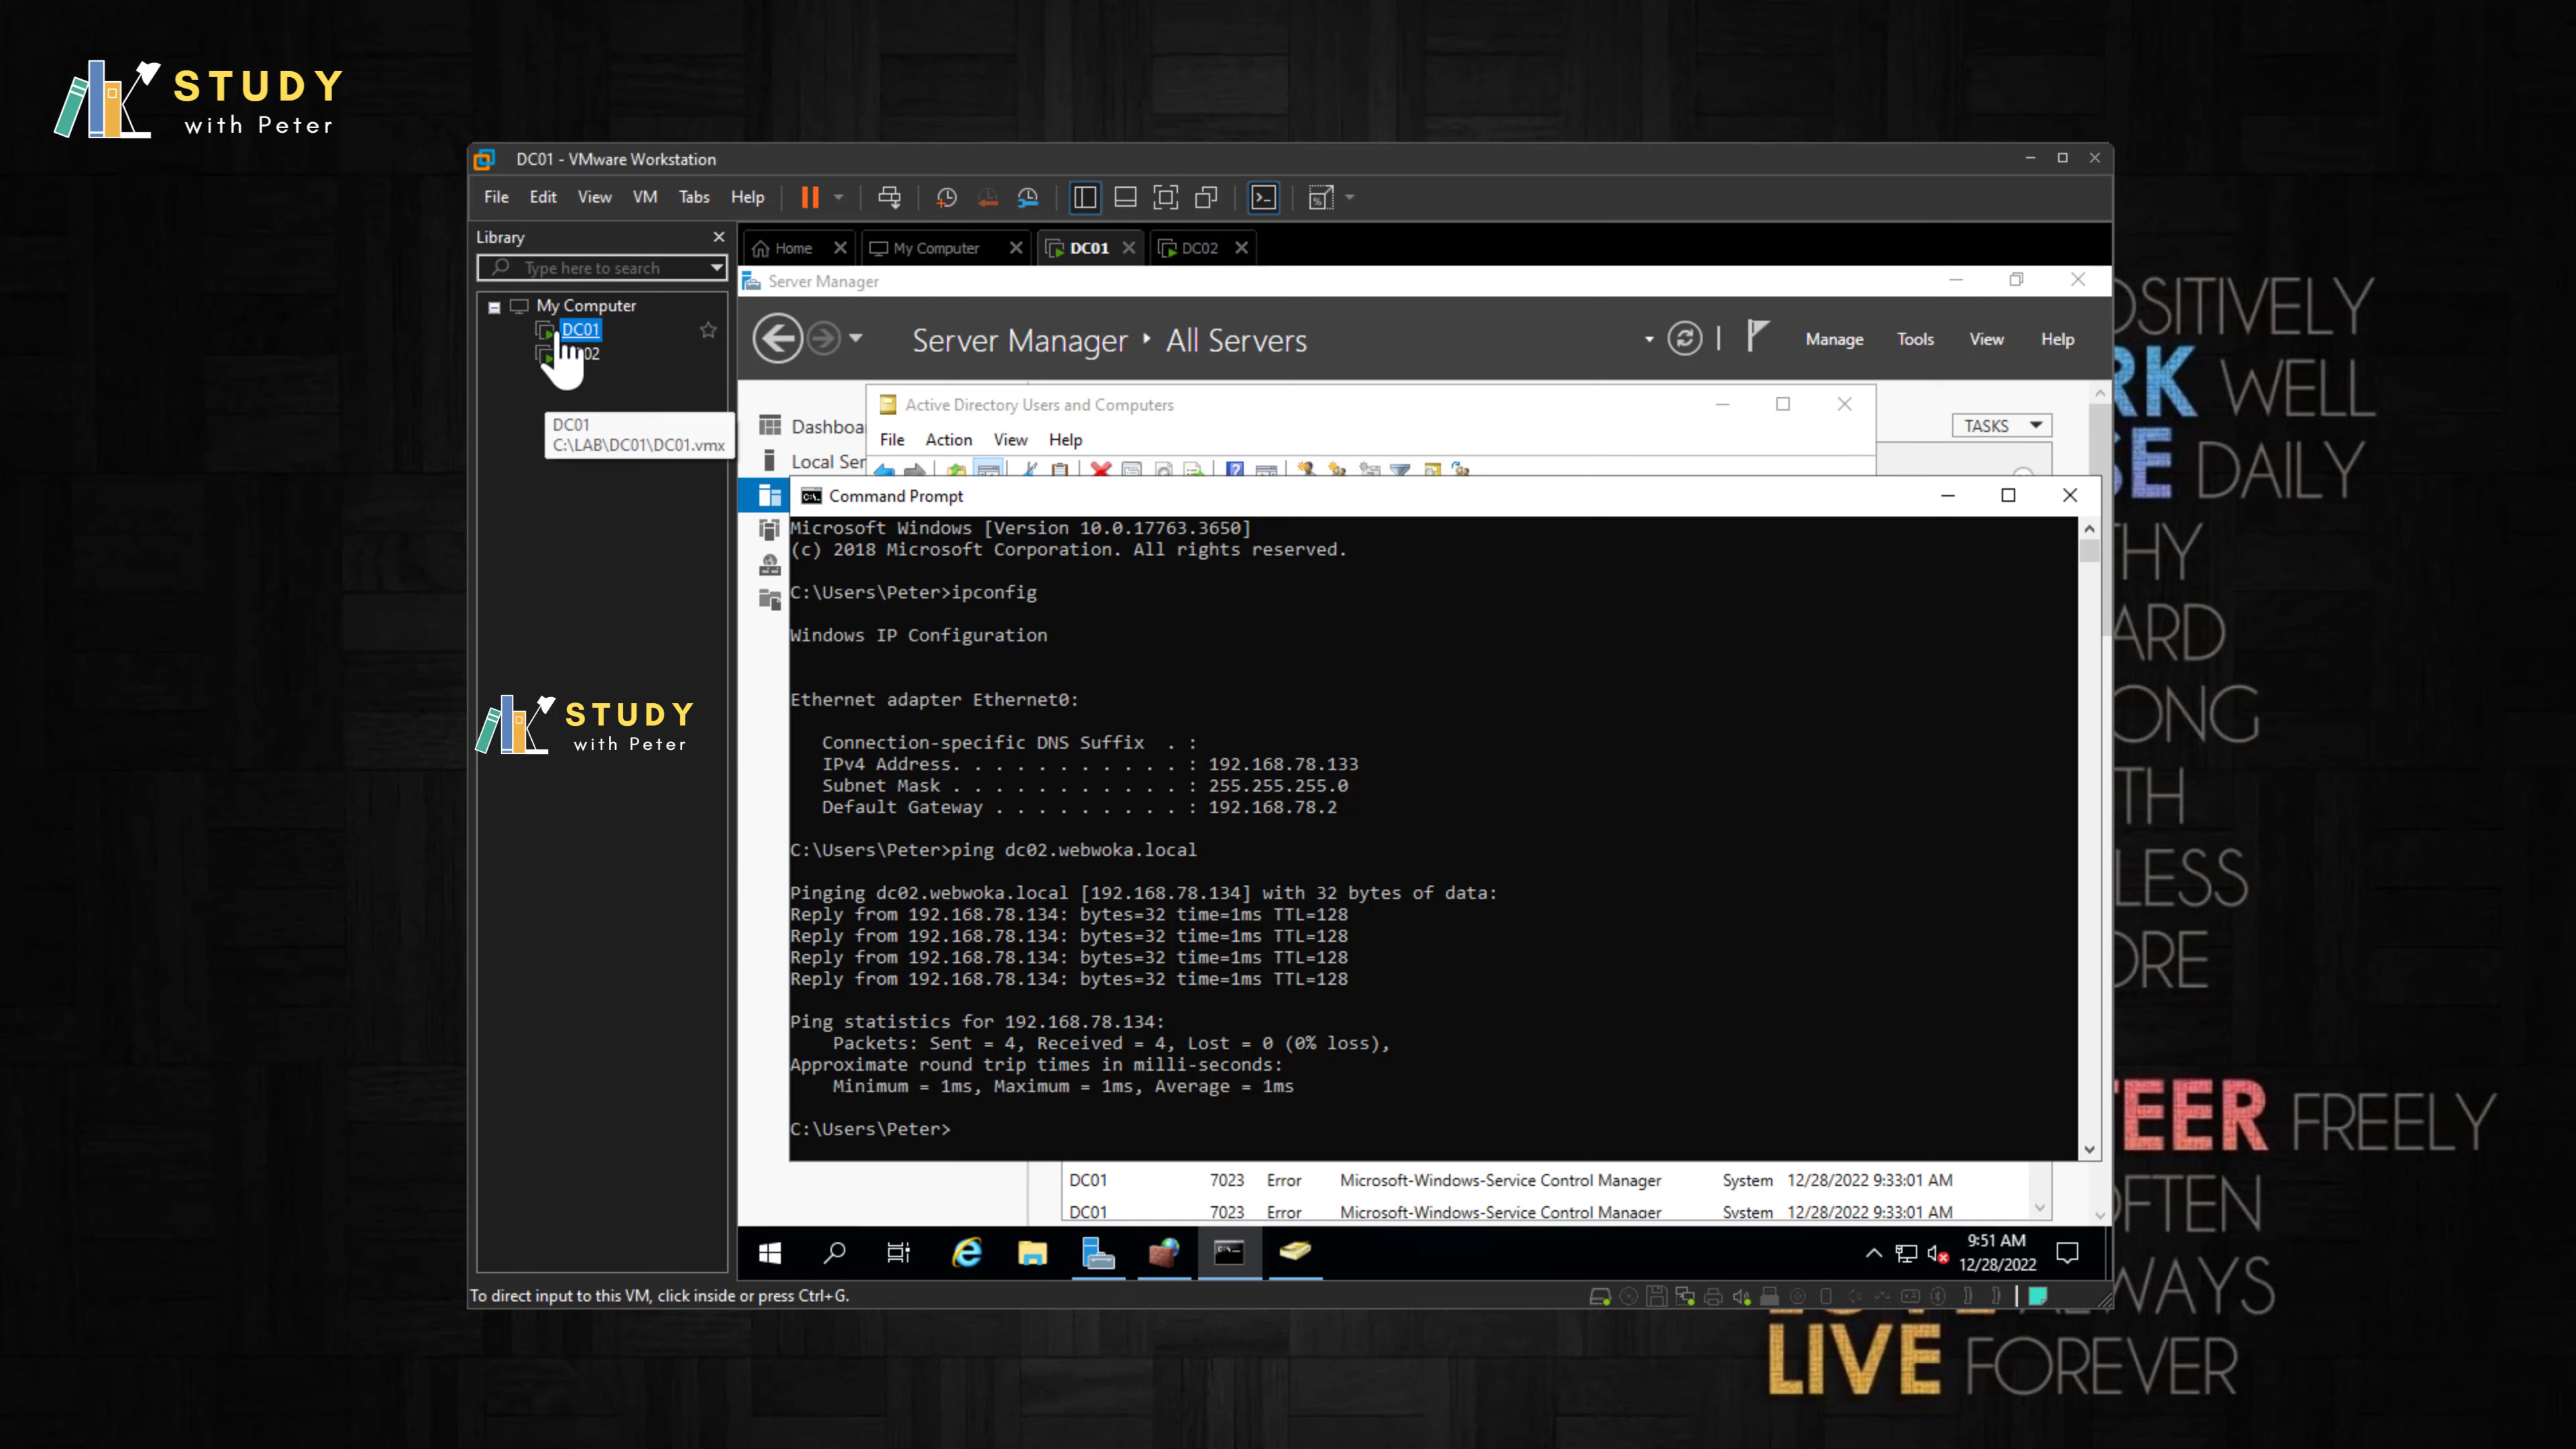 STUDY
with Peter
DC01 - VMware Workstation
File Edit View VM Tabs Help
Library
Type here to search
My Computer
DC01
02
DC01
C:\LAB\DC01\DC01.vmx
STUDY
with Peter
Home My Computer DC01 DC02
Server Manager
Server Manager All Servers
Manage Tools View Help
Dashboa
Local Ser
TASKS
Active Directory Users and Computers
File Action View Help
Command Prompt
Microsoft Windows [Version 10.0.17763.3650]
(c) 2018 Microsoft Corporation. All rights reserved.
C:\Users\Peter>ipconfig
Windows IP Configuration
Ethernet adapter Ethernet0:
Connection-specific DNS Suffix . :
IPv4 Address. . . . . . . . . . . : 192.168.78.133
Subnet Mask . . . . . . . . . . . : 255.255.255.0
Default Gateway . . . . . . . . . : 192.168.78.2
C:\Users\Peter>ping dc02.webwoka.local
Pinging dc02.webwoka.local [192.168.78.134] with 32 bytes of data:
Reply from 192.168.78.134: bytes=32 time=1ms TTL=128
Reply from 192.168.78.134: bytes=32 time=1ms TTL=128
Reply from 192.168.78.134: bytes=32 time=1ms TTL=128
Reply from 192.168.78.134: bytes=32 time=1ms TTL=128
Ping statistics for 192.168.78.134:
Packets: Sent = 4, Received = 4, Lost = 0 (0% loss),
Approximate round trip times in milli-seconds:
Minimum = 1ms, Maximum = 1ms, Average = 1ms
C:\Users\Peter>
DC01 7023 Error Microsoft-Windows-Service Control Manager System 12/28/2022 9:33:01 AM
DC01 7023 Error Microsoft-Windows-Service Control Manager System 12/28/2022 9:33:01 AM
9:51 AM
12/28/2022
To direct input to this VM, click inside or press Ctrl+G.
OSITIVELY
RK WELL
SE DAILY
THY
ARD
ONG
TH
LESS
ORE
TEER FREELY
OFTEN
WAYS
LIVE FOREVER